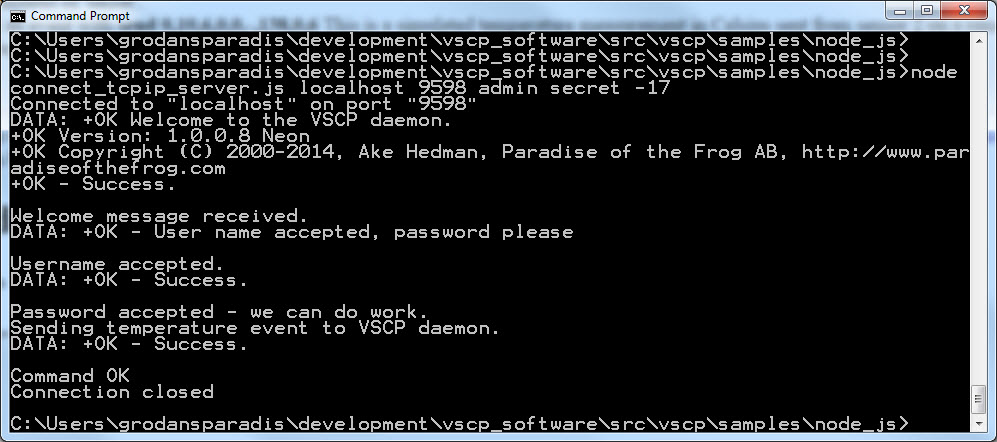 Command Prompt
C:\Users\grodansparadis\development\vscp_software\src\vscp\samples\node_js>
C:\Users\grodansparadis\development\vscp_software\src\vscp\samples\node_js>
C:\Users\grodansparadis\development\vscp_software\src\vscp\samples\node_js>node
connect_tcpip_server.js localhost 9598 admin secret -17
Connected to "localhost" on port "9598"
DATA: +OK Welcome to the VSCP daemon.
+OK Version: 1.0.0.8 Neon
+OK Copyright (C) 2000-2014, Ake Hedman, Paradise of the Frog AB, http://www.par
adiseofthefrog.com
+OK - Success.
Welcome message received.
DATA: +OK - User name accepted, password please
Username accepted.
DATA: +OK - Success.
Password accepted - we can do work.
Sending temperature event to VSCP daemon.
DATA: +OK - Success.
Command OK
Connection closed
C:\Users\grodansparadis\development\vscp_software\src\vscp\samples\node_js>